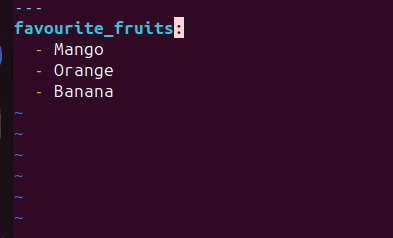 ---
favourite_fruits:
  - Mango
  - Orange
  - Banana
~
~
~
~
~
~